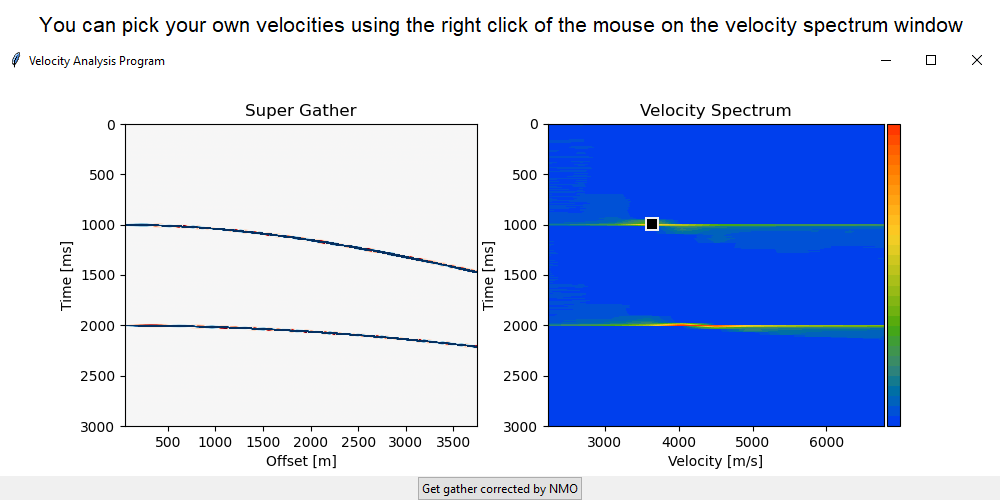 You can pick your own velocities using the right click of the mouse on the velocity spectrum window
Velocity Analysis Program
Super Gather
Velocity Spectrum
0
500
1000
1500
2000
2500
3000
Time [ms]
500 1000 1500 2000 2500 3000 3500
Offset [m]
0
500
1000
1500
2000
2500
3000
Time [ms]
3000 4000 5000 6000
Velocity [m/s]
Get gather corrected by NMO